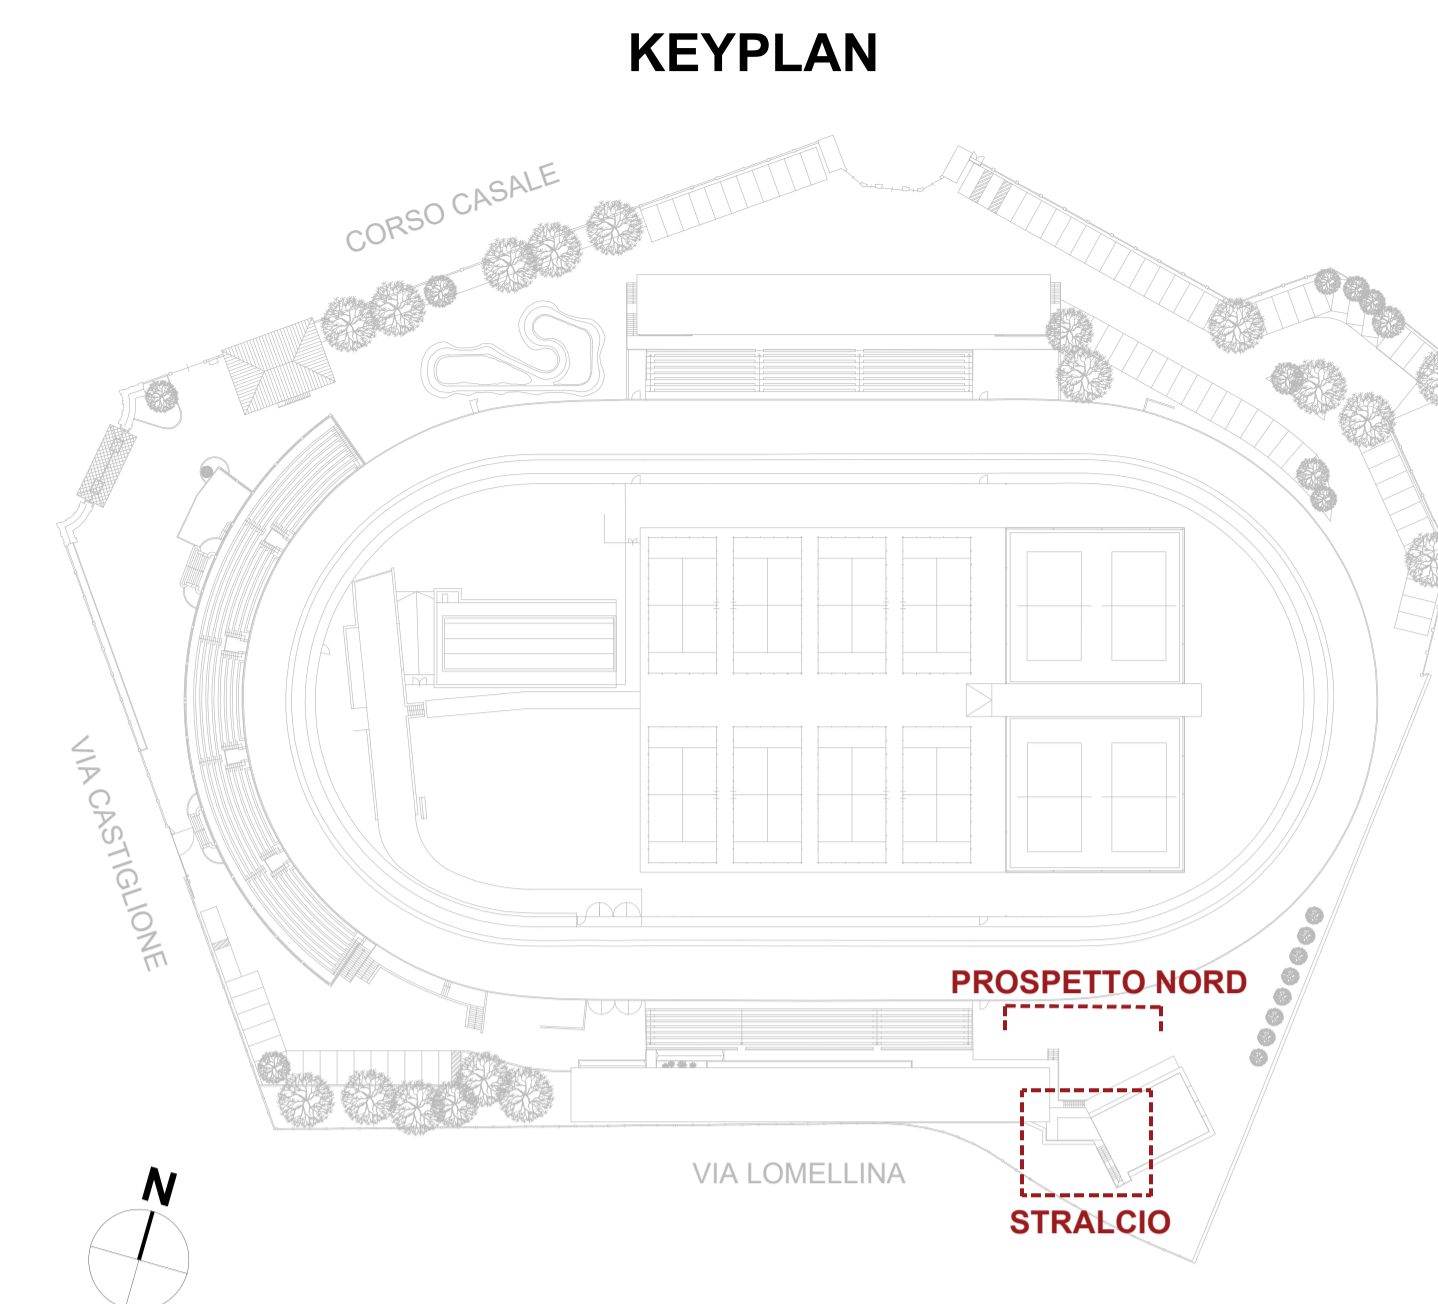 KEYPLAN
CORSO CASALE
VIA CASTIGLIONE
PROSPETTO NORD
VIA LOMELLINA
STRALCIO
N